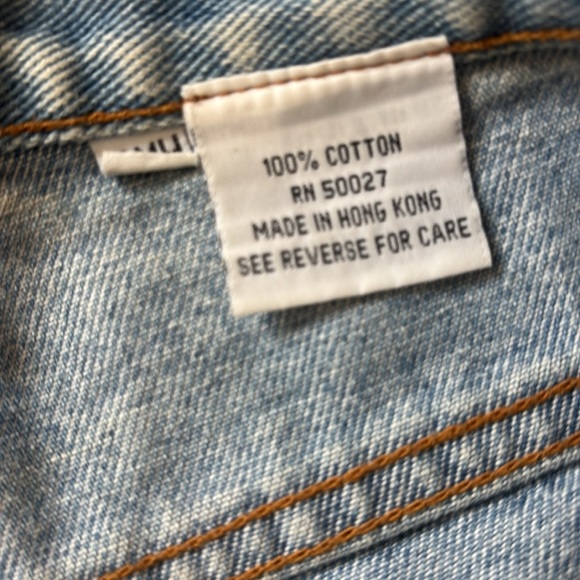 100% COTTON
RN 50027
MADE IN HONG KONG
SEE REVERSE FOR CARE